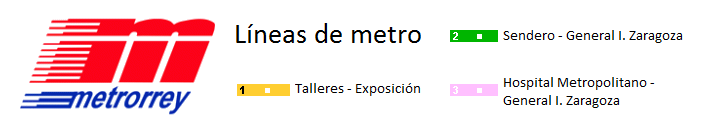 m
metrorrey
Líneas de metro
1 Talleres - Exposición
2 Sendero - General I. Zaragoza
3 Hospital Metropolitano -
General I. Zaragoza